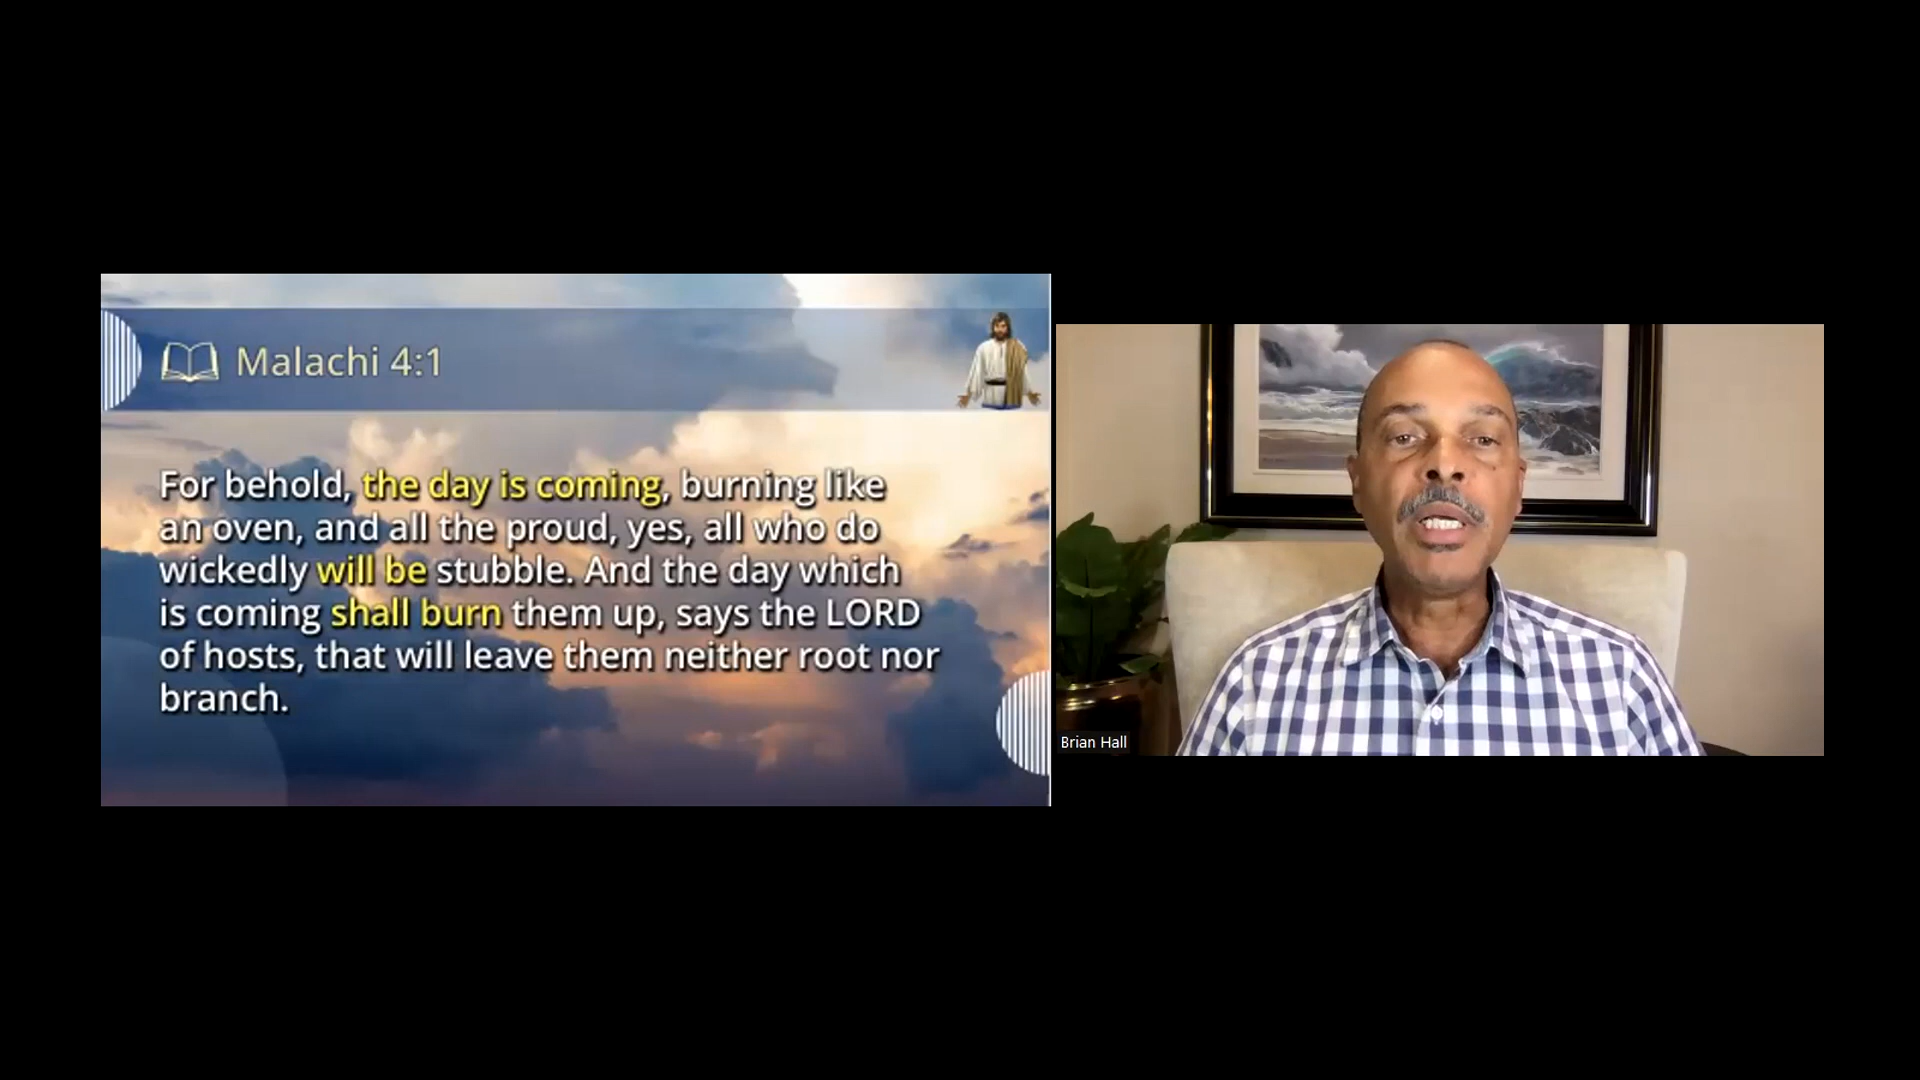 Malachi 4:1
For behold, the day is coming, burning like
an oven, and all the proud, yes, all who do
wickedly will be stubble. And the day which
is coming shall burn them up, says the LORD
of hosts, that will leave them neither root nor
branch.
Brian Hall